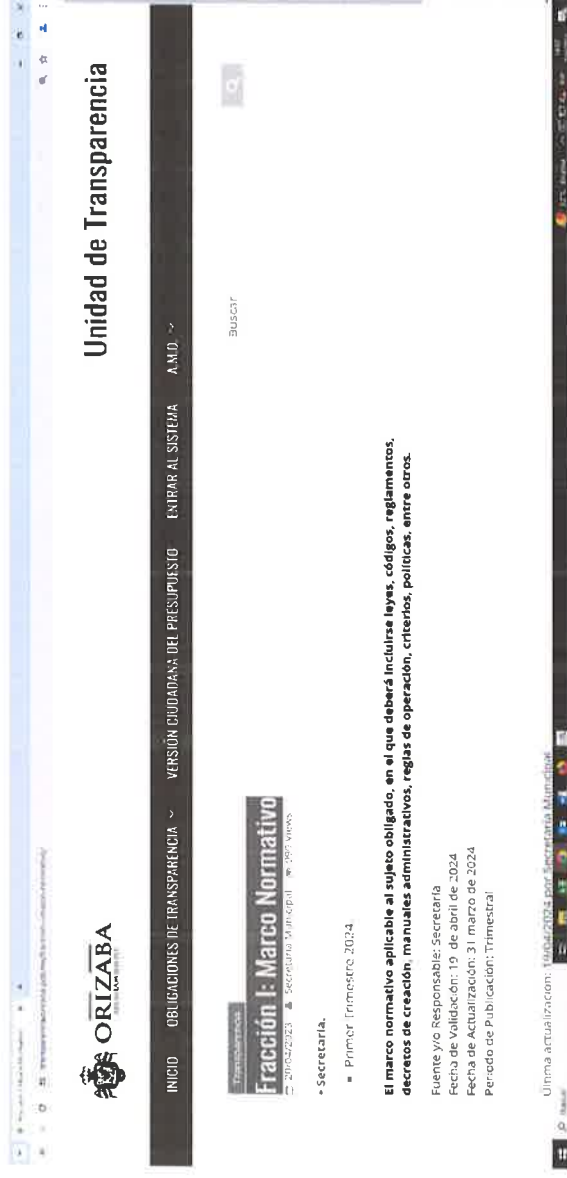 ORIZABA
Unidad de Transparencia
INICIO OBLIGACIONES DE TRANSPARENCIA VERSIÓN CIUDADANA DEL PRESUPUESTO ENTRAR AL SISTEMA A.M.D.
Transparencia
Buscar
Fracción I: Marco Normativo
20/04/2023 Secretaría Municipal Views
• Secretaría.
▪ Primer Trimestre 2024.
El marco normativo aplicable al sujeto obligado, en el que deberá incluirse leyes, códigos, reglamentos,
decretos de creación, manuales administrativos, reglas de operación, criterios, políticas, entre otros.
Fuente y/o Responsable: Secretaría
Fecha de Validación: 19 de abril de 2024
Fecha de Actualización: 31 marzo de 2024
Periodo de Publicación: Trimestral
Última actualización: 19/04/2024 por Secretaría Municipal